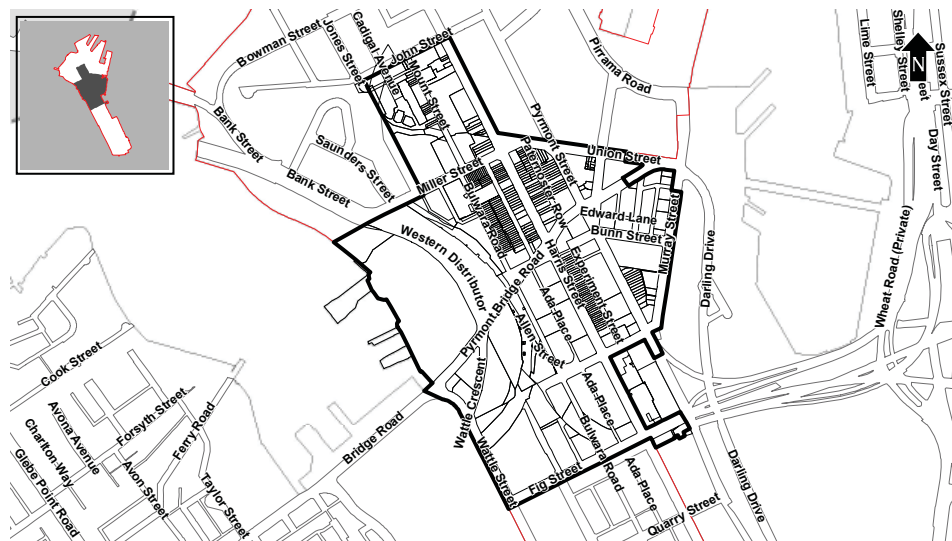 Bowman Street
Jones Street
Cadigal Avenue
John Street
Mount Street
Pirrama Road
Lime Street
Shelley Street
Sussex Street
N
Day Street
Bank Street
Saunders Street
Bank Street
Miller Street
Bulwara Road
Pyrmont Street
Paternoster Row
Union Street
Edward Lane
Bunn Street
Murray Street
Western Distributor
Pyrmont Bridge Road
Harris Street
Experiment Street
Darling Drive
Wheat Road (Private)
Ada Place
Allen Street
Cook Street
Wattle Crescent
Ada Place
Bulwara Road
Avona Avenue
Forsyth Street
Ferry Road
Bridge Road
Charlton Way
Glebe Point Road
Avon Street
Taylor Street
Wattle Street
Fig Street
Ada Place
Darling Drive
Quarry Street